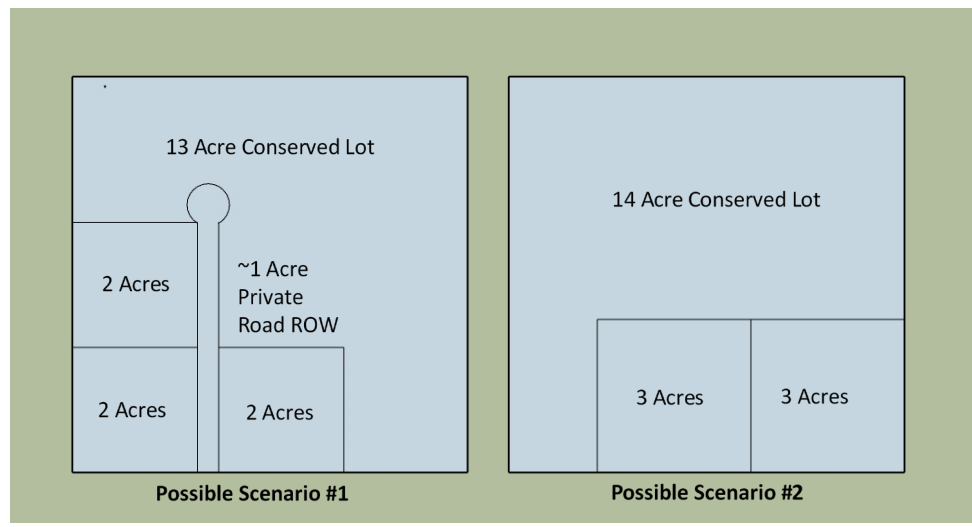 13 Acre Conserved Lot
2 Acres
~1 Acre
Private
Road ROW
2 Acres
2 Acres
Possible Scenario #1
14 Acre Conserved Lot
3 Acres
3 Acres
Possible Scenario #2